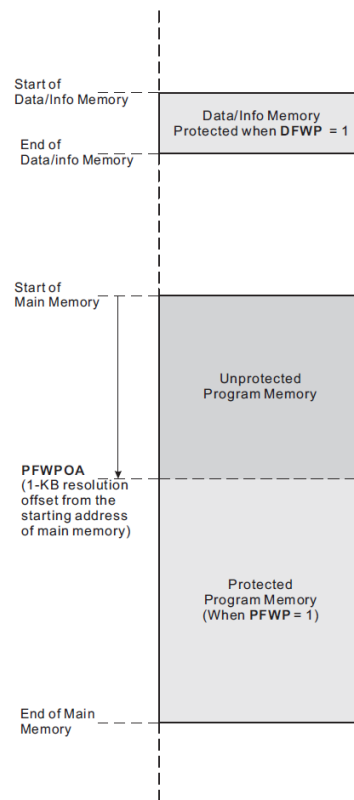 Start of
Data/Info Memory
Data/Info Memory
Protected when DFWP = 1
End of
Data/info Memory
Start of
Main Memory
Unprotected
Program Memory
PFWPOA
(1-KB resolution
offset from the
starting address
of main memory)
Protected
Program Memory
(When PFWP = 1)
End of Main
Memory